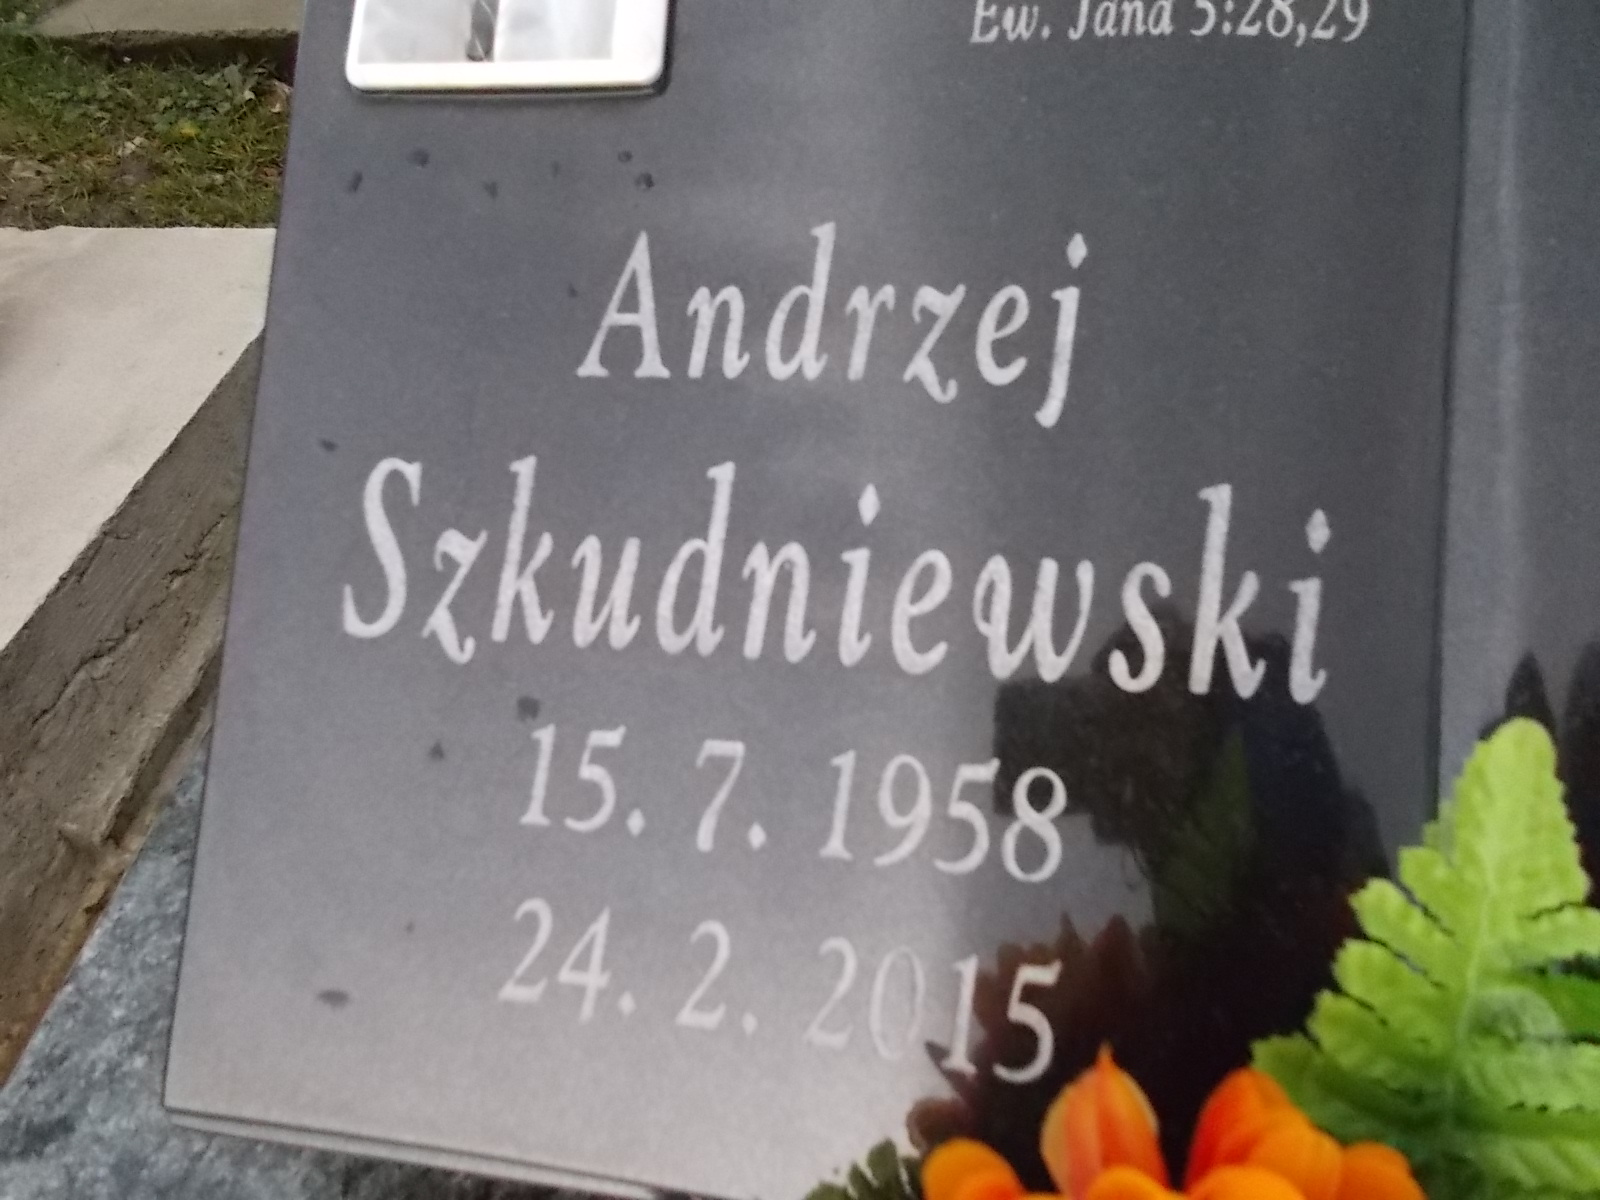 Ew. Jana 5:28,29
Andrzej
Szkudniewski
15. 7. 1958
24. 2. 2015